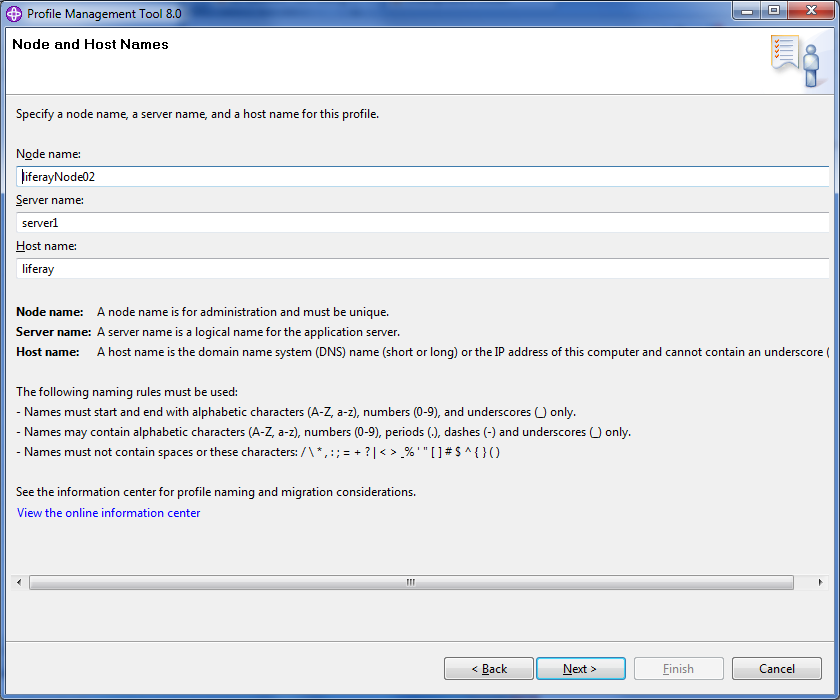 Profile Management Tool 8.0
Node and Host Names
Specify a node name, a server name, and a host name for this profile.
Node name:
liferayNode02
Server name:
server1
Host name:
liferay
Node name: A node name is for administration and must be unique.
Server name: A server name is a logical name for the application server.
Host name: A host name is the domain name system (DNS) name (short or long) or the IP address of this computer and cannot contain an underscore (
The following naming rules must be used:
- Names must start and end with alphabetic characters (A-Z, a-z), numbers (0-9), and underscores (_) only.
- Names may contain alphabetic characters (A-Z, a-z), numbers (0-9), periods (.), dashes (-) and underscores (_) only.
- Names must not contain spaces or these characters: / \ * , : ; = + ? | < > _% ' " [ ] # $ ^ { } ( )
See the information center for profile naming and migration considerations.
View the online information center
< Back Next > Finish Cancel